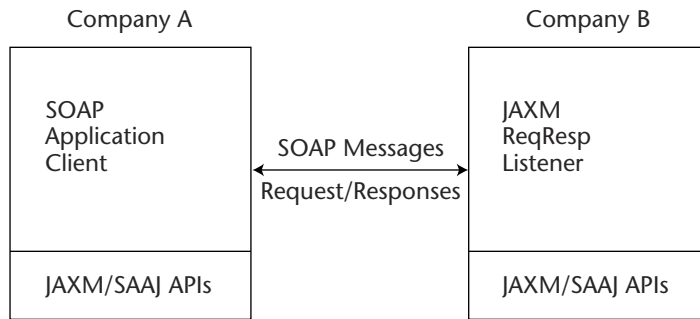 Company A
Company B
SOAP
Application
Client
SOAP Messages
Request/Responses
JAXM
ReqResp
Listener
JAXM/SAAJ APIs
JAXM/SAAJ APIs